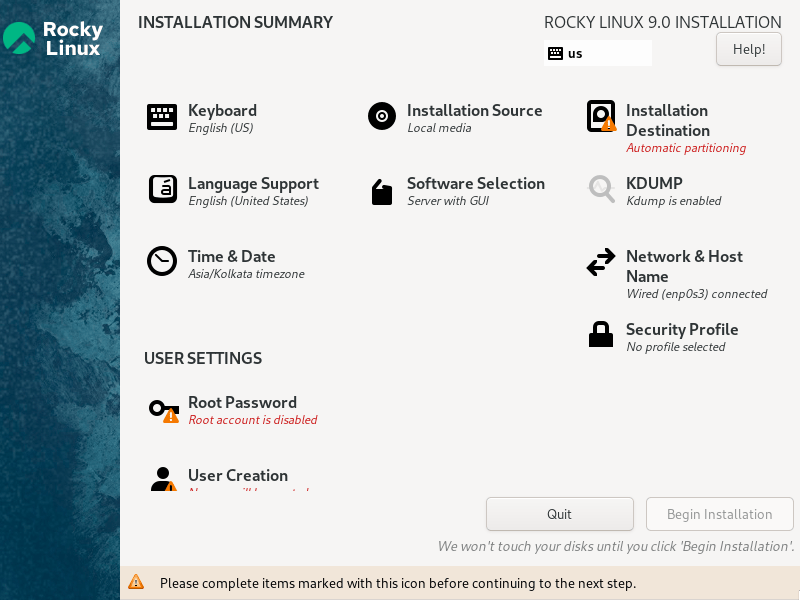 Rocky
Linux
INSTALLATION SUMMARY
ROCKY LINUX 9.0 INSTALLATION
us
Help!
Keyboard
English (US)
Installation Source
Local media
Installation
Destination
Automatic partitioning
Language Support
English (United States)
Software Selection
Server with GUI
KDUMP
Kdump is enabled
Time & Date
Asia/Kolkata timezone
Network & Host
Name
Wired (enp0s3) connected
Security Profile
No profile selected
USER SETTINGS
Root Password
Root account is disabled
User Creation
Quit
Begin Installation
We won't touch your disks until you click 'Begin Installation'.
Please complete items marked with this icon before continuing to the next step.